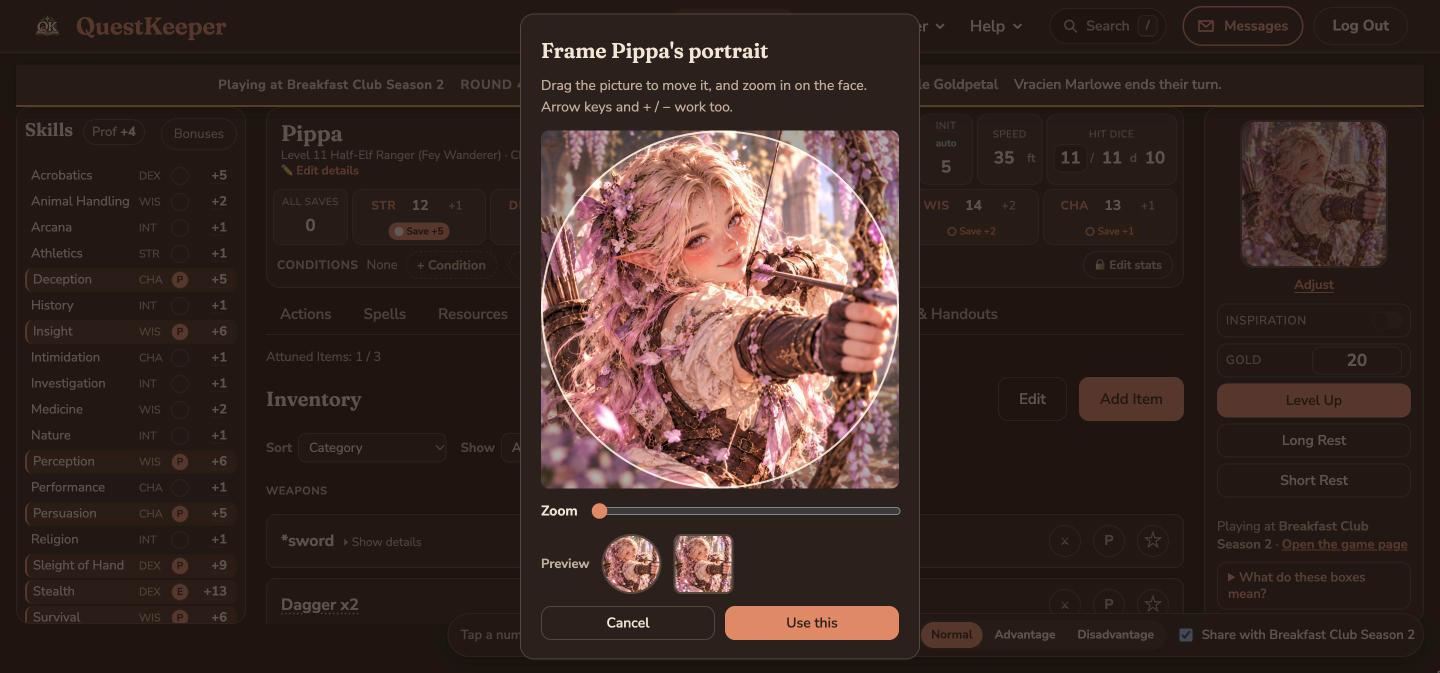 QK QuestKeeper
er
Help
Search /
Messages
Log Out
Playing at Breakfast Club Season 2 ROUND
le Goldpetal Vracien Marlowe ends their turn.
Skills
Prof +4
Bonuses
Acrobatics DEX +5
Animal Handling WIS +2
Arcana INT +1
Athletics STR +1
Deception CHA P +5
History INT +1
Insight WIS P +6
Intimidation CHA +1
Investigation INT +1
Medicine WIS +2
Nature INT +1
Perception WIS P +6
Performance CHA +1
Persuasion CHA P +5
Religion INT +1
Sleight of Hand DEX P +9
Stealth DEX E +13
Survival WIS P +6
Pippa
Level 11 Half-Elf Ranger (Fey Wanderer) ·
Edit details
ALL SAVES
0
STR 12 +1
Save +5
CONDITIONS None + Condition
Actions Spells Resources
Attuned Items: 1 / 3
Inventory
Sort Category Show
WEAPONS
*sword Show details
Dagger x2
Tap a num
Frame Pippa's portrait
Drag the picture to move it, and zoom in on the face.
Arrow keys and + / − work too.
Zoom
Preview
Cancel
Use this
INIT
auto
5
SPEED
35 ft
HIT DICE
11 / 11 d 10
WIS 14 +2
Save +2
CHA 13 +1
Save +1
Edit stats
& Handouts
Edit
Add Item
P
P
Normal Advantage Disadvantage
Share with Breakfast Club Season 2
Adjust
INSPIRATION
GOLD 20
Level Up
Long Rest
Short Rest
Playing at Breakfast Club
Season 2 · Open the game page
What do these boxes
mean?